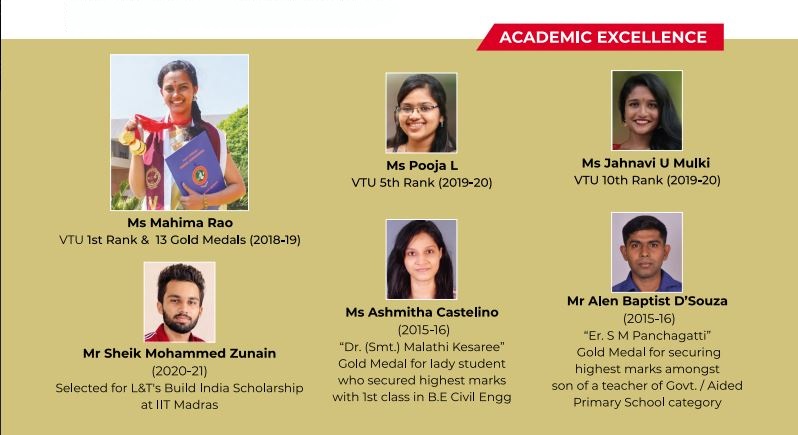 ACADEMIC EXCELLENCE
Ms Mahima Rao
VTU 1st Rank & 13 Gold Medals (2018-19)
Ms Pooja L
VTU 5th Rank (2019-20)
Ms Jahnavi U Mulki
VTU 10th Rank (2019-20)
Mr Sheik Mohammed Zunain
(2020-21)
Selected for L&T's Build India Scholarship
at IIT Madras
Ms Ashmitha Castelino
(2015-16)
“Dr. (Smt.) Malathi Kesaree”
Gold Medal for lady student
who secured highest marks
with 1st class in B.E Civil Engg
Mr Alen Baptist D’Souza
(2015-16)
“Er. S M Panchagatti”
Gold Medal for securing
highest marks amongst
son of a teacher of Govt. / Aided
Primary School category